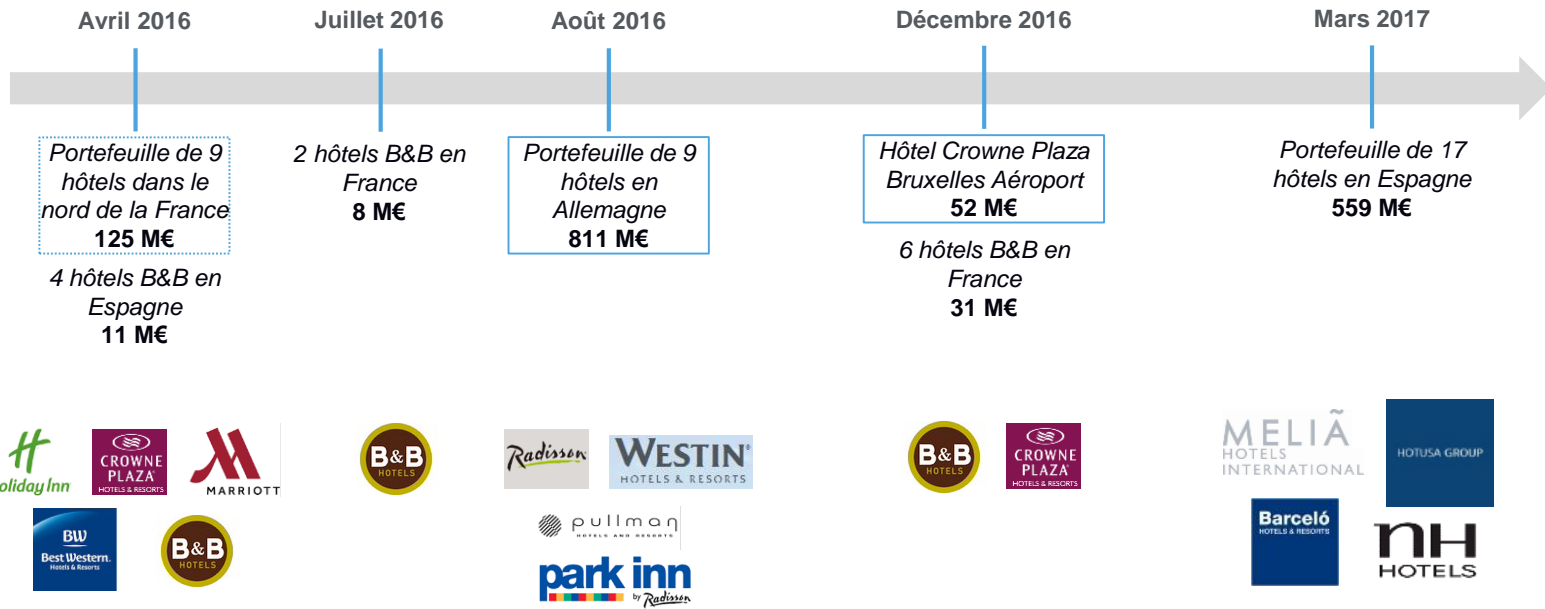 Avril 2016
Juillet 2016
Août 2016
Décembre 2016
Mars 2017
Portefeuille de 9
hôtels dans le
nord de la France
125 M€
4 hôtels B&B en
Espagne
11 M€
2 hôtels B&B en
France
8 M€
Portefeuille de 9
hôtels en
Allemagne
811 M€
Hôtel Crowne Plaza
Bruxelles Aéroport
52 M€
6 hôtels B&B en
France
31 M€
Portefeuille de 17
hôtels en Espagne
559 M€
H
oliday Inn
CROWNE
PLAZA
HOTELS & RESORTS
MARRIOTT
BW
Best Western.
Hotels & Resorts
B&B
HOTELS
B&B
HOTELS
Radisson
WESTIN®
HOTELS & RESORTS
pullman
HOTELS AND RESORTS
park inn
by Radisson
B&B
HOTELS
CROWNE
PLAZA
HOTELS & RESORTS
MELIÃ
HOTELS
INTERNATIONAL
HOTUSA GROUP
Barceló
HOTELS & RESORTS
nH
HOTELS